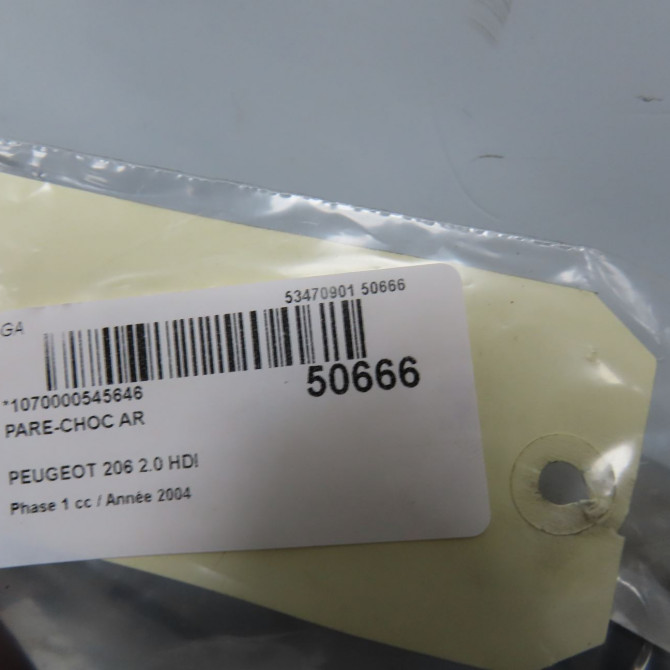 53470901 50666
GA
*1070000545646
50666
PARE-CHOC AR
PEUGEOT 206 2.0 HDI
Phase 1 cc / Année 2004